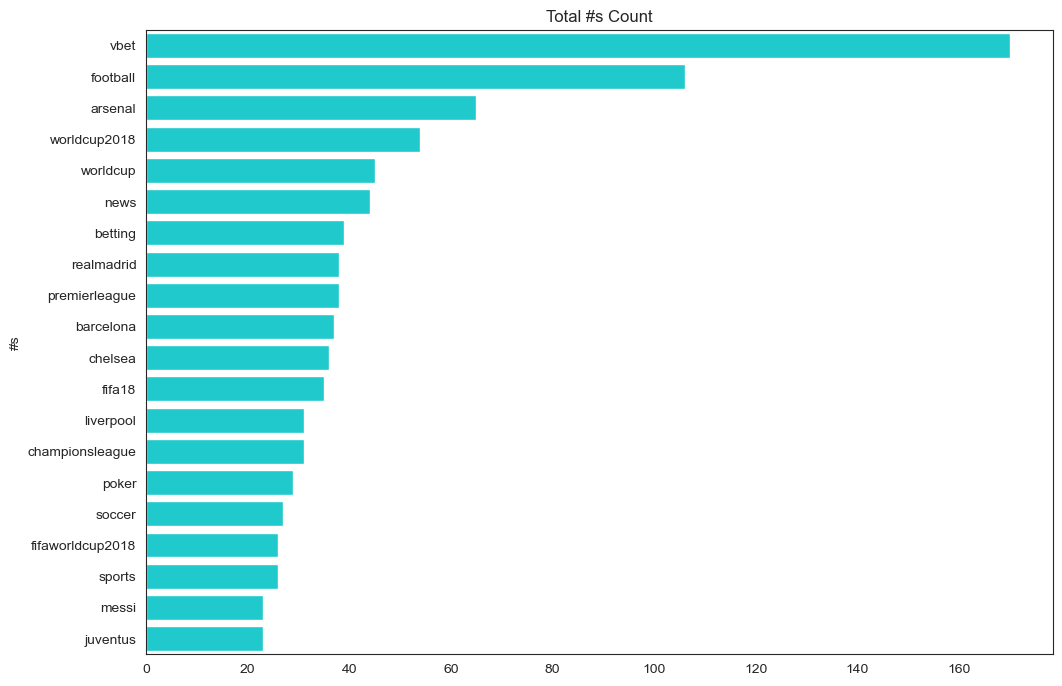 Total #s Count
vbet
football
arsenal
worldcup2018
worldcup
news
betting
realmadrid
premierleague
barcelona
#s
chelsea
fifa18
liverpool
championsleague
poker
soccer
fifaworldcup2018
sports
messi
juventus
0 20 40 60 80 100 120 140 160